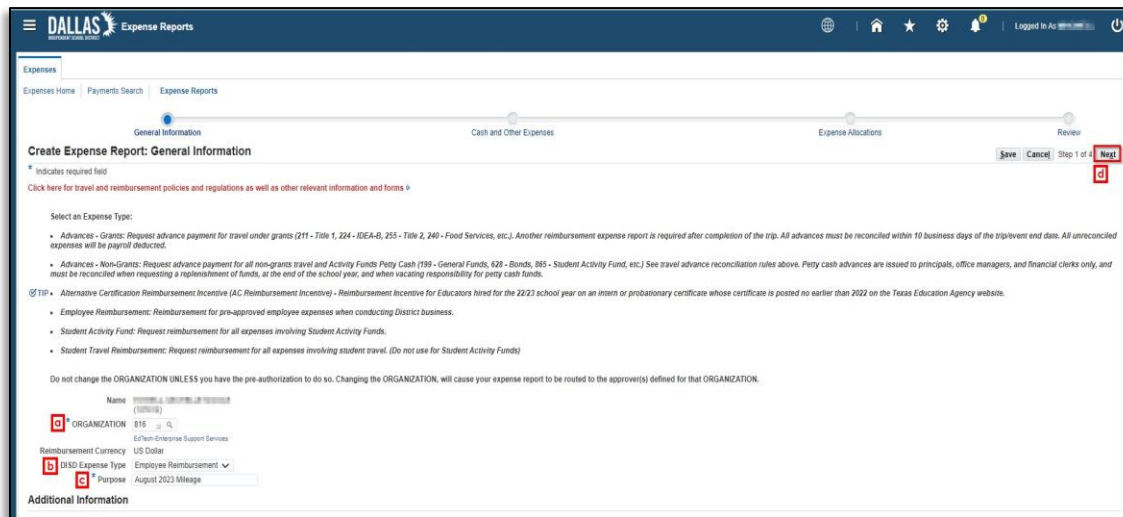 DALLAS Expense Reports
INDEPENDENT SCHOOL DISTRICT
0
Logged In As
Expenses
Expenses Home | Payments Search | Expense Reports
General Information
Cash and Other Expenses
Expense Allocations
Review
Create Expense Report: General Information
Save Cancel Step 1 of 4 Next
* Indicates required field
d
Click here for travel and reimbursement policies and regulations as well as other relevant information and forms
Select an Expense Type:
• Advances - Grants: Request advance payment for travel under grants (211 - Title 1, 224 - IDEA-B, 255 - Title 2, 240 - Food Services, etc.). Another reimbursement expense report is required after completion of the trip. All advances must be reconciled within 10 business days of the trip/event end date. All unreconciled
expenses will be payroll deducted.
• Advances - Non-Grants: Request advance payment for all non-grants travel and Activity Funds Petty Cash (199 - General Funds, 628 - Bonds, 865 - Student Activity Fund, etc.) See travel advance reconciliation rules above. Petty cash advances are issued to principals, office managers, and financial clerks only, and
must be reconciled when requesting a replenishment of funds, at the end of the school year, and when vacating responsibility for petty cash funds.
TIP • Alternative Certification Reimbursement Incentive (AC Reimbursement Incentive) - Reimbursement Incentive for Educators hired for the 22/23 school year on an intern or probationary certificate whose certificate is posted no earlier than 2022 on the Texas Education Agency website.
• Employee Reimbursement: Reimbursement for pre-approved employee expenses when conducting District business.
• Student Activity Fund: Request reimbursement for all expenses involving Student Activity Funds.
• Student Travel Reimbursement: Request reimbursement for all expenses involving student travel. (Do not use for Student Activity Funds)
Do not change the ORGANIZATION UNLESS you have the pre-authorization to do so. Changing the ORGANIZATION, will cause your expense report to be routed to the approver(s) defined for that ORGANIZATION.
Name
a * ORGANIZATION 816
EdTech-Enterprise Support Services
Reimbursement Currency US Dollar
b DISD Expense Type Employee Reimbursement
c * Purpose August 2023 Mileage
Additional Information